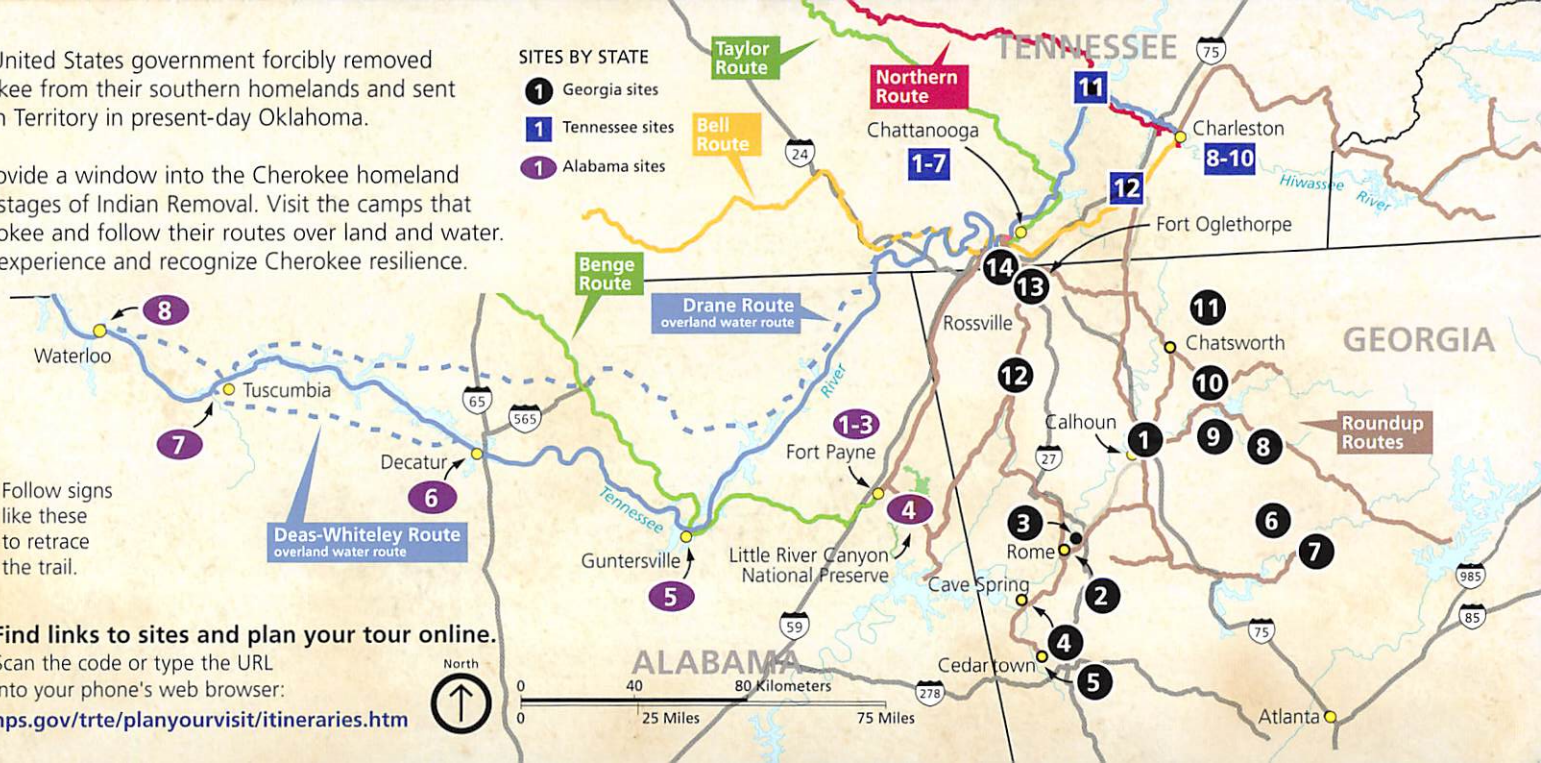 United States government forcibly removed
kee from their southern homelands and sent
n Territory in present-day Oklahoma.
ovide a window into the Cherokee homeland
stages of Indian Removal. Visit the camps that
okee and follow their routes over land and water.
experience and recognize Cherokee resilience.
SITES BY STATE
1 Georgia sites
1 Tennessee sites
1 Alabama sites
Taylor
Route
Northern
Route
TENNESSEE
75
11
Bell
Route
24
Chattanooga
1-7
Charleston
8-10
12
Hiwassee
River
Fort Oglethorpe
14
13
Benge
Route
Drane Route
overland water route
Rossville
11
Chatsworth
GEORGIA
8
Waterloo
Tuscumbia
7
65
565
River
12
10
1-3
Fort Payne
Calhoun
1
9
8
Roundup
Routes
Decatur
6
27
Follow signs
like these
to retrace
the trail.
Deas-Whiteley Route
overland water route
Tennessee
Guntersville
5
4
Little River Canyon
National Preserve
3
Rome
2
6
7
Cave Spring
4
985
85
75
59
Find links to sites and plan your tour online.
Scan the code or type the URL
nto your phone's web browser:
nps.gov/trte/planyourvisit/itineraries.htm
North
ALABAMA
Cedartown
5
278
0 40 80 Kilometers
0 25 Miles 75 Miles
Atlanta